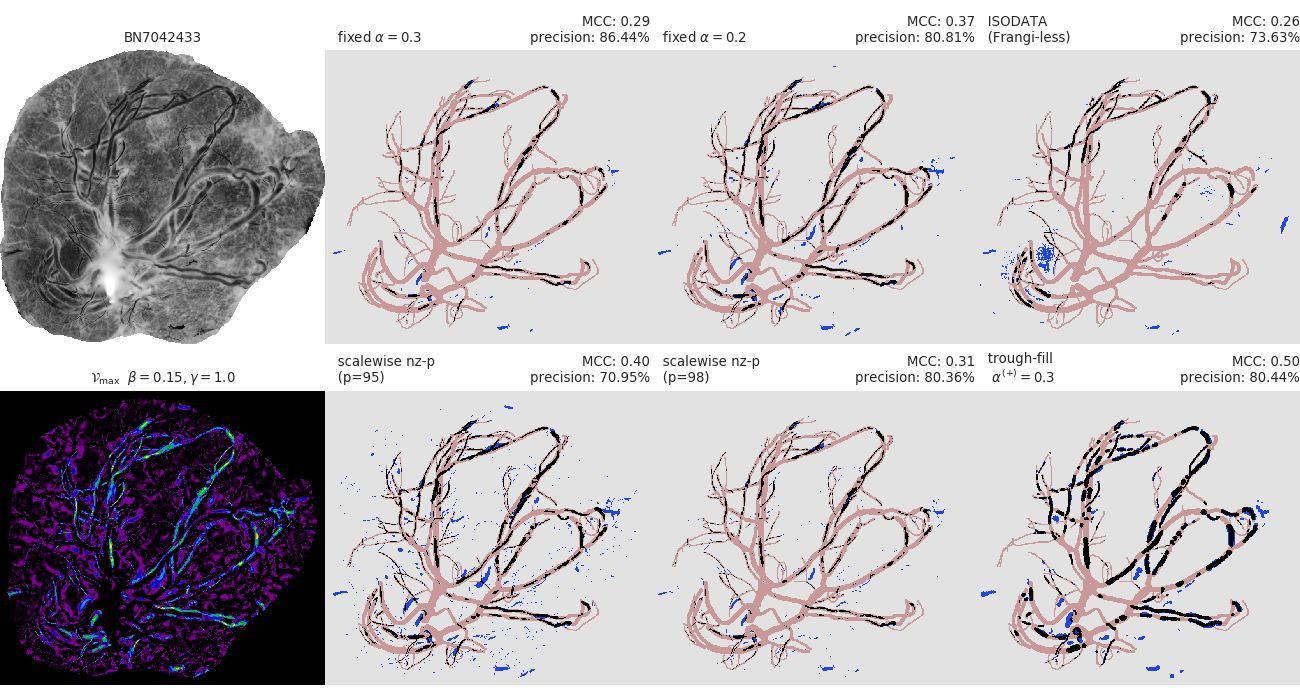 BN7042433
fixed α = 0.3
MCC: 0.29
precision: 86.44%
fixed α = 0.2
MCC: 0.37
precision: 80.81%
ISODATA
(Frangi-less)
MCC: 0.26
precision: 73.63%
𝒱max β = 0.15, γ = 1.0
scalewise nz-p
(p=95)
MCC: 0.40
precision: 70.95%
scalewise nz-p
(p=98)
MCC: 0.31
precision: 80.36%
trough-fill
α(+) = 0.3
MCC: 0.50
precision: 80.44%